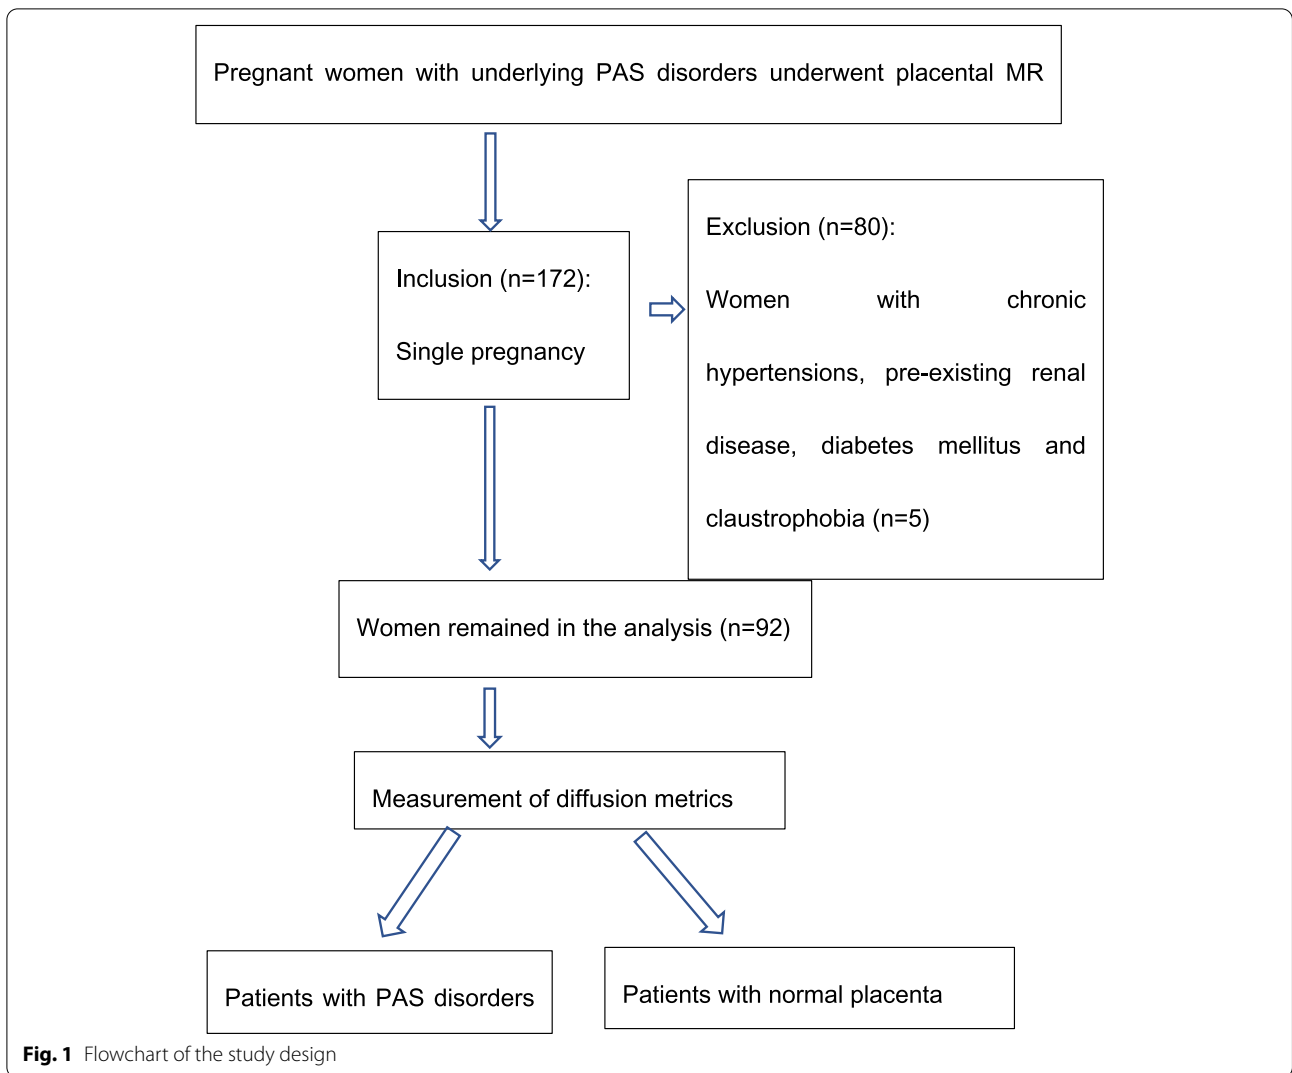 Pregnant women with underlying PAS disorders underwent placental MR
Inclusion (n=172):
Single pregnancy
Exclusion (n=80):
Women with chronic
hypertensions, pre-existing renal
disease, diabetes mellitus and
claustrophobia (n=5)
Women remained in the analysis (n=92)
Measurement of diffusion metrics
Patients with PAS disorders
Patients with normal placenta
Fig. 1 Flowchart of the study design